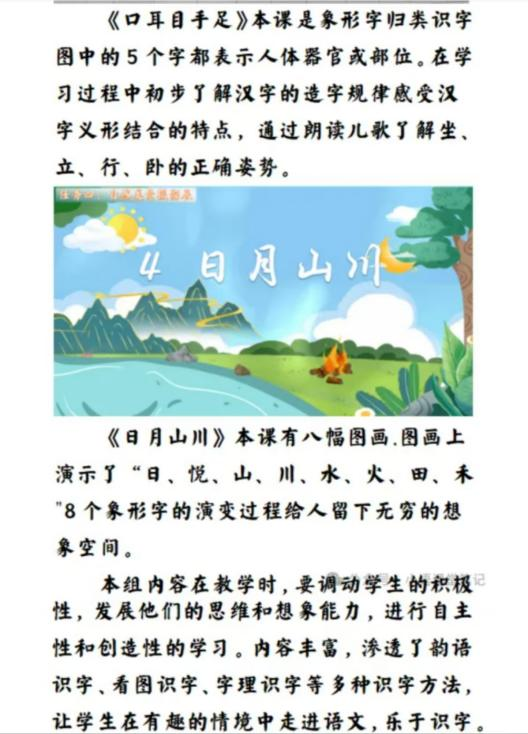 《口耳目手足》本课是象形字归类识字
图中的5个字都表示人体器官或部位。在学
习过程中初步了解汉字的造字规律感受汉
字义形结合的特点，通过朗读儿歌了解坐、
立、行、卧的正确姿势。
4 日月山川
《日月山川》本课有八幅图画.图画上
演示了“日、悦、山、川、水、火、田、禾
"8个象形字的演变过程给人留下无穷的想
象空间。
本组内容在教学时，要调动学生的积极
性，发展他们的思维和想象能力，进行自主
性和创造性的学习。内容丰富，渗透了韵语
识字、看图识字、字理识字等多种识字方法，
让学生在有趣的情境中走进语文，乐于识字。